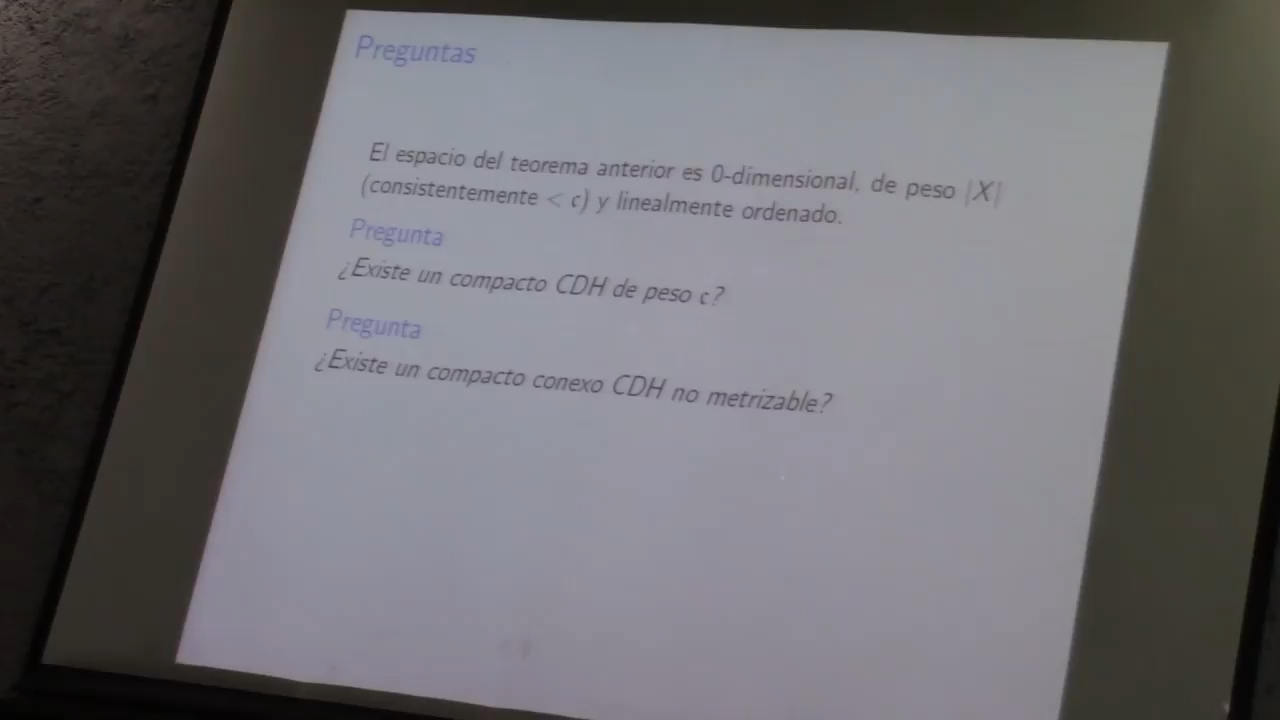 Preguntas
El espacio del teorema anterior es 0-dimensional, de peso |X|
(consistentemente < c) y linealmente ordenado.
Pregunta
¿Existe un compacto CDH de peso c?
Pregunta
¿Existe un compacto conexo CDH no metrizable?